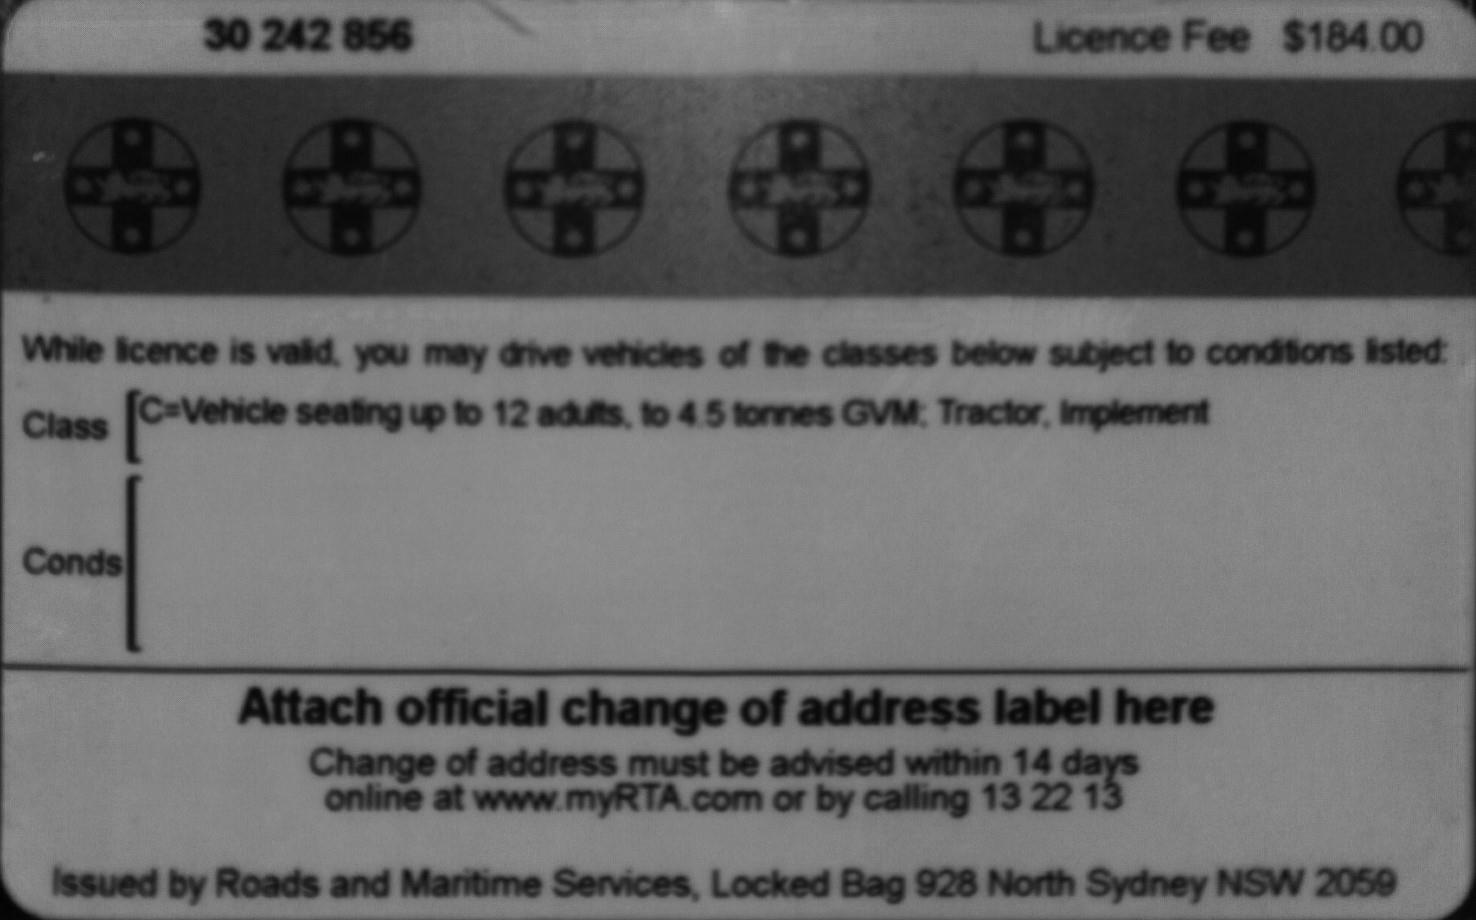 30 242 856 Licence Fee $184.00
While licence is valid, you may drive vehicles of the classes below subject to conditions listed:
Class C=Vehicle seating up to 12 adults, to 4.5 tonnes GVM; Tractor, Implement
Conds
Attach official change of address label here
Change of address must be advised within 14 days
online at www.myRTA.com or by calling 13 22 13
Issued by Roads and Maritime Services, Locked Bag 928 North Sydney NSW 2059